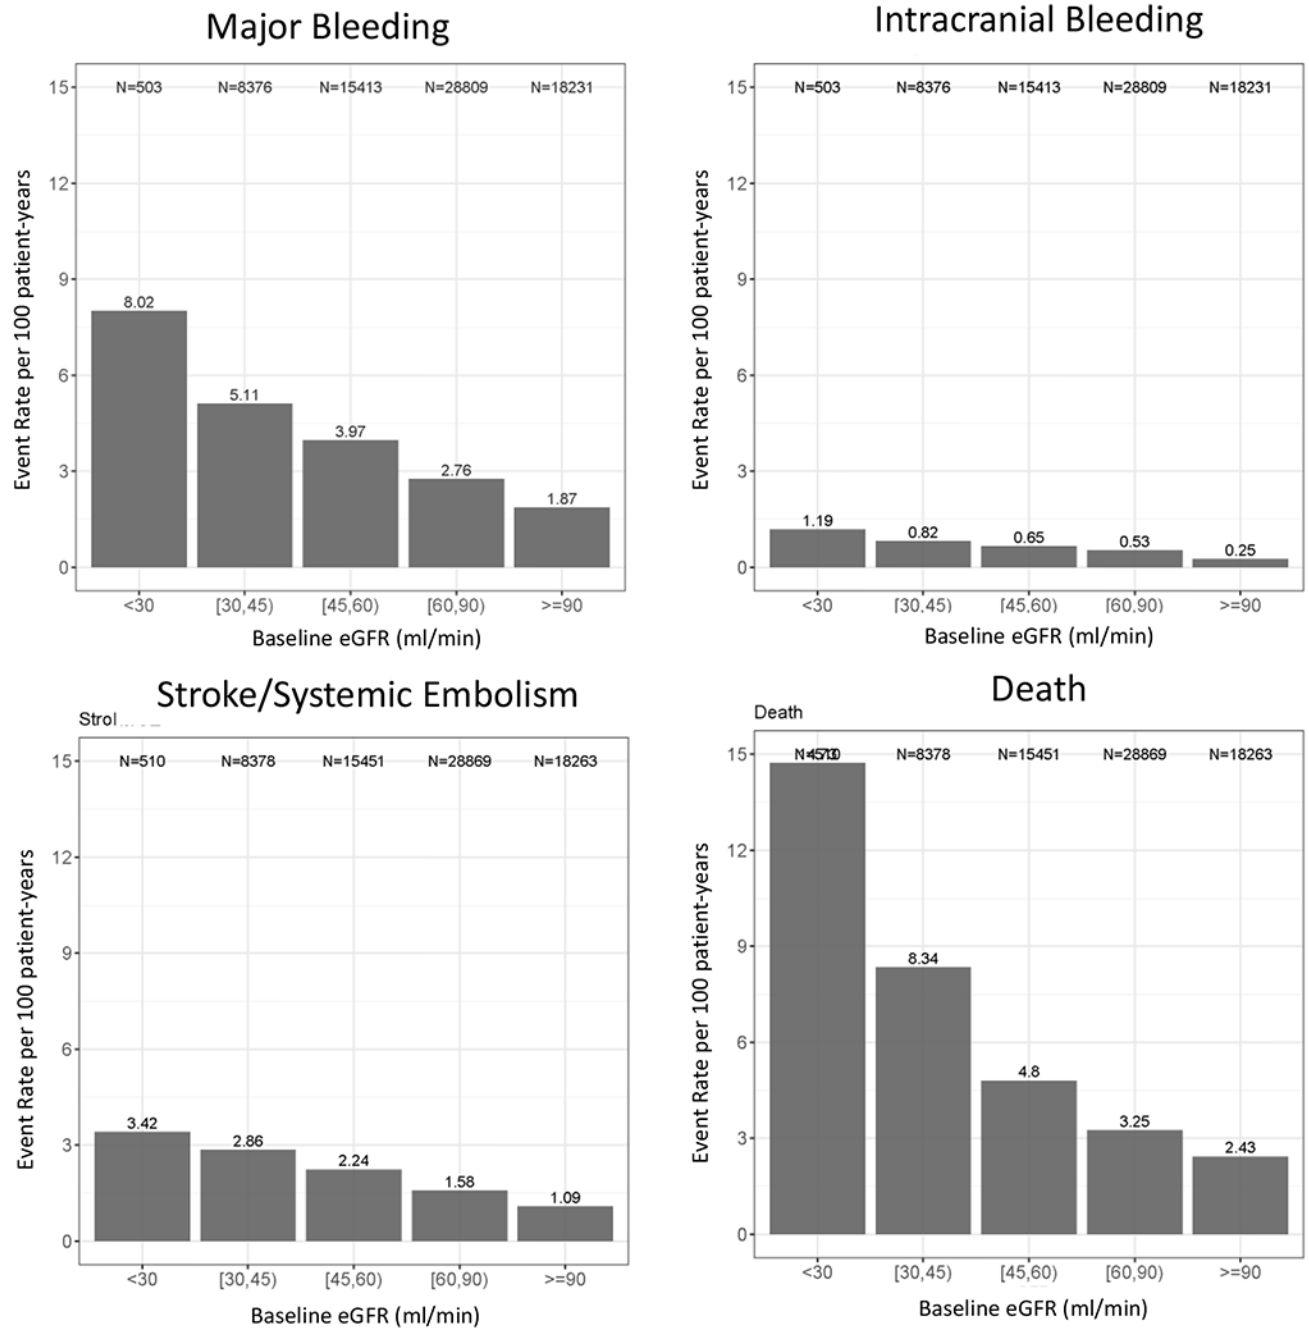 Major Bleeding
N=503 N=8376 N=15413 N=28809 N=18231
15
12
9
6
3
0
8.02
5.11
3.97
2.76
1.87
<30 [30,45) [45,60) [60,90) >=90
Event Rate per 100 patient-years
Baseline eGFR (ml/min)
Intracranial Bleeding
N=503 N=8376 N=15413 N=28809 N=18231
15
12
9
6
3
0
1.19
0.82
0.65
0.53
0.25
<30 [30,45) [45,60) [60,90) >=90
Event Rate per 100 patient-years
Baseline eGFR (ml/min)
Stroke/Systemic Embolism
N=510 N=8378 N=15451 N=28869 N=18263
15
12
9
6
3
0
3.42
2.86
2.24
1.58
1.09
<30 [30,45) [45,60) [60,90) >=90
Event Rate per 100 patient-years
Baseline eGFR (ml/min)
Death
Death
N=8378 N=15451 N=28869 N=18263
15
12
9
6
3
0
8.34
4.8
3.25
2.43
<30 [30,45) [45,60) [60,90) >=90
Event Rate per 100 patient-years
Baseline eGFR (ml/min)